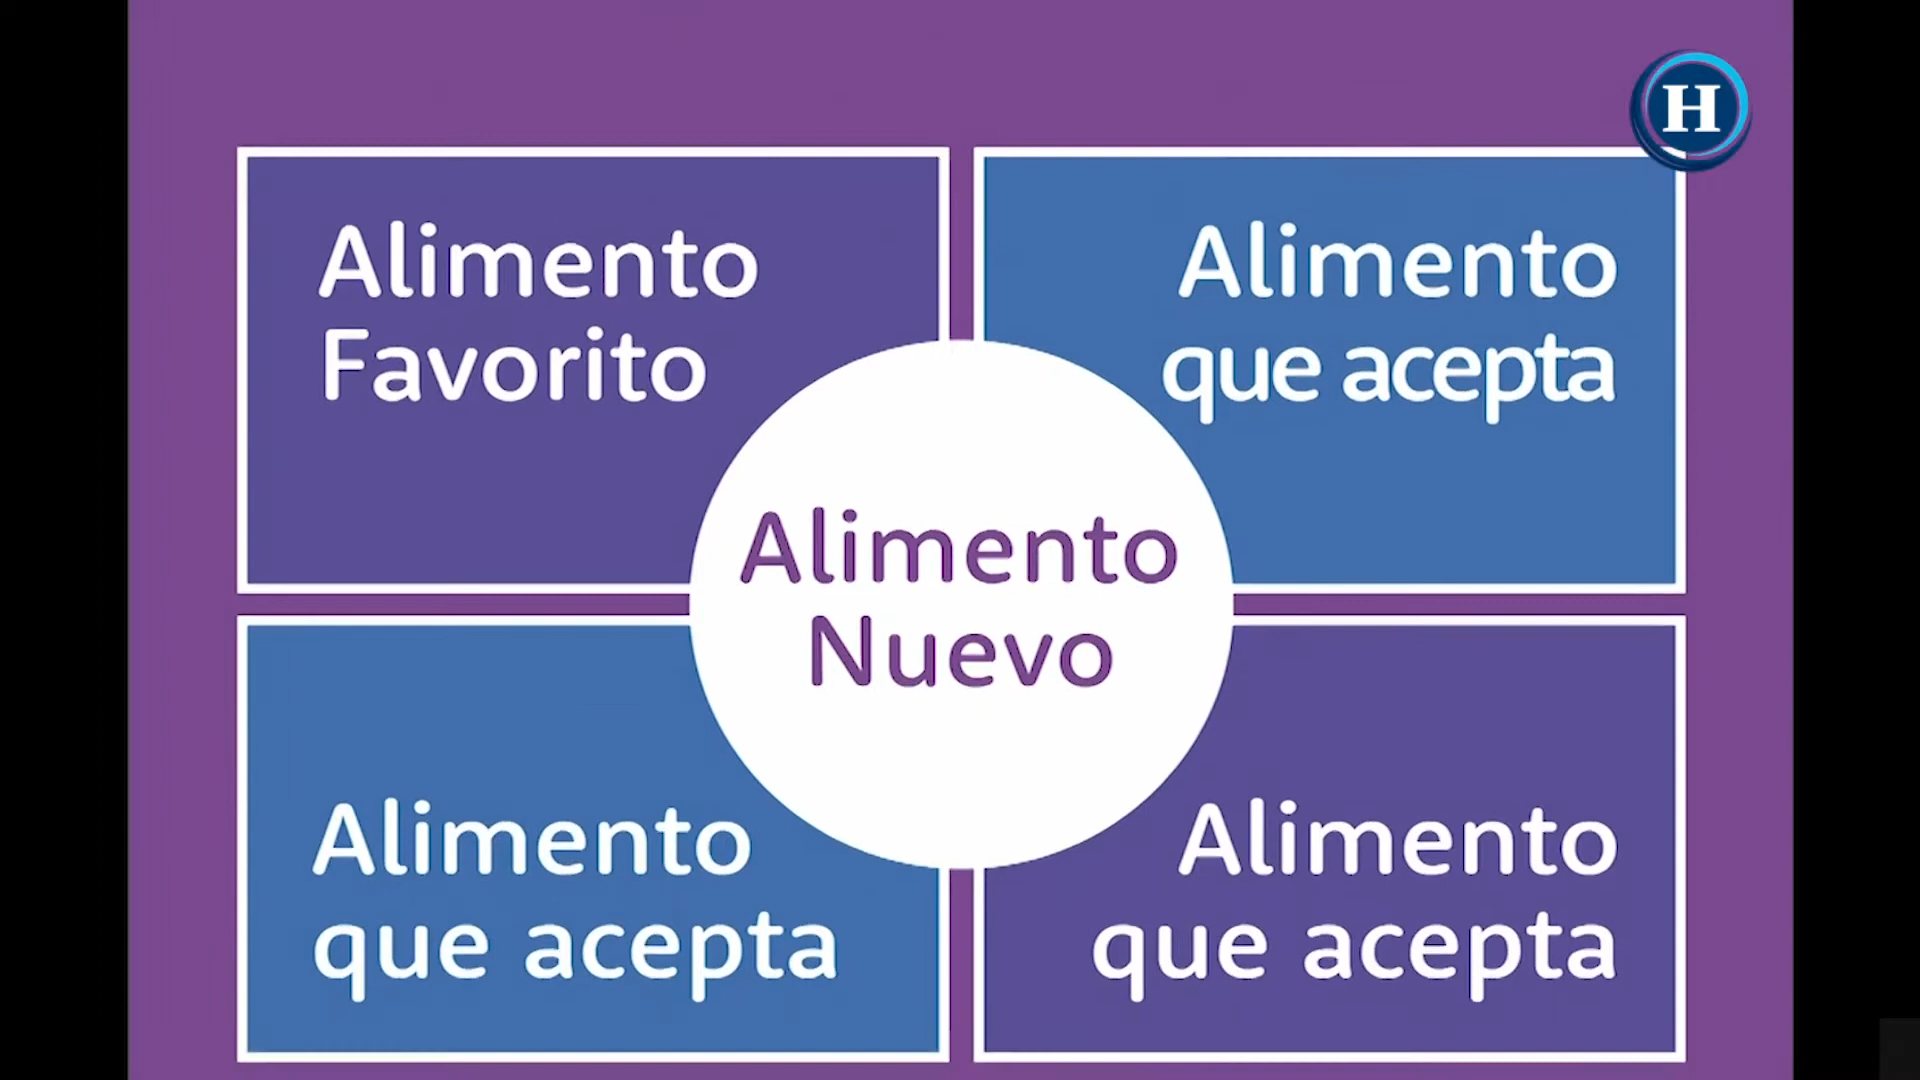 H
Alimento
Favorito
Alimento
que acepta
Alimento
Nuevo
Alimento
que acepta
Alimento
que acepta